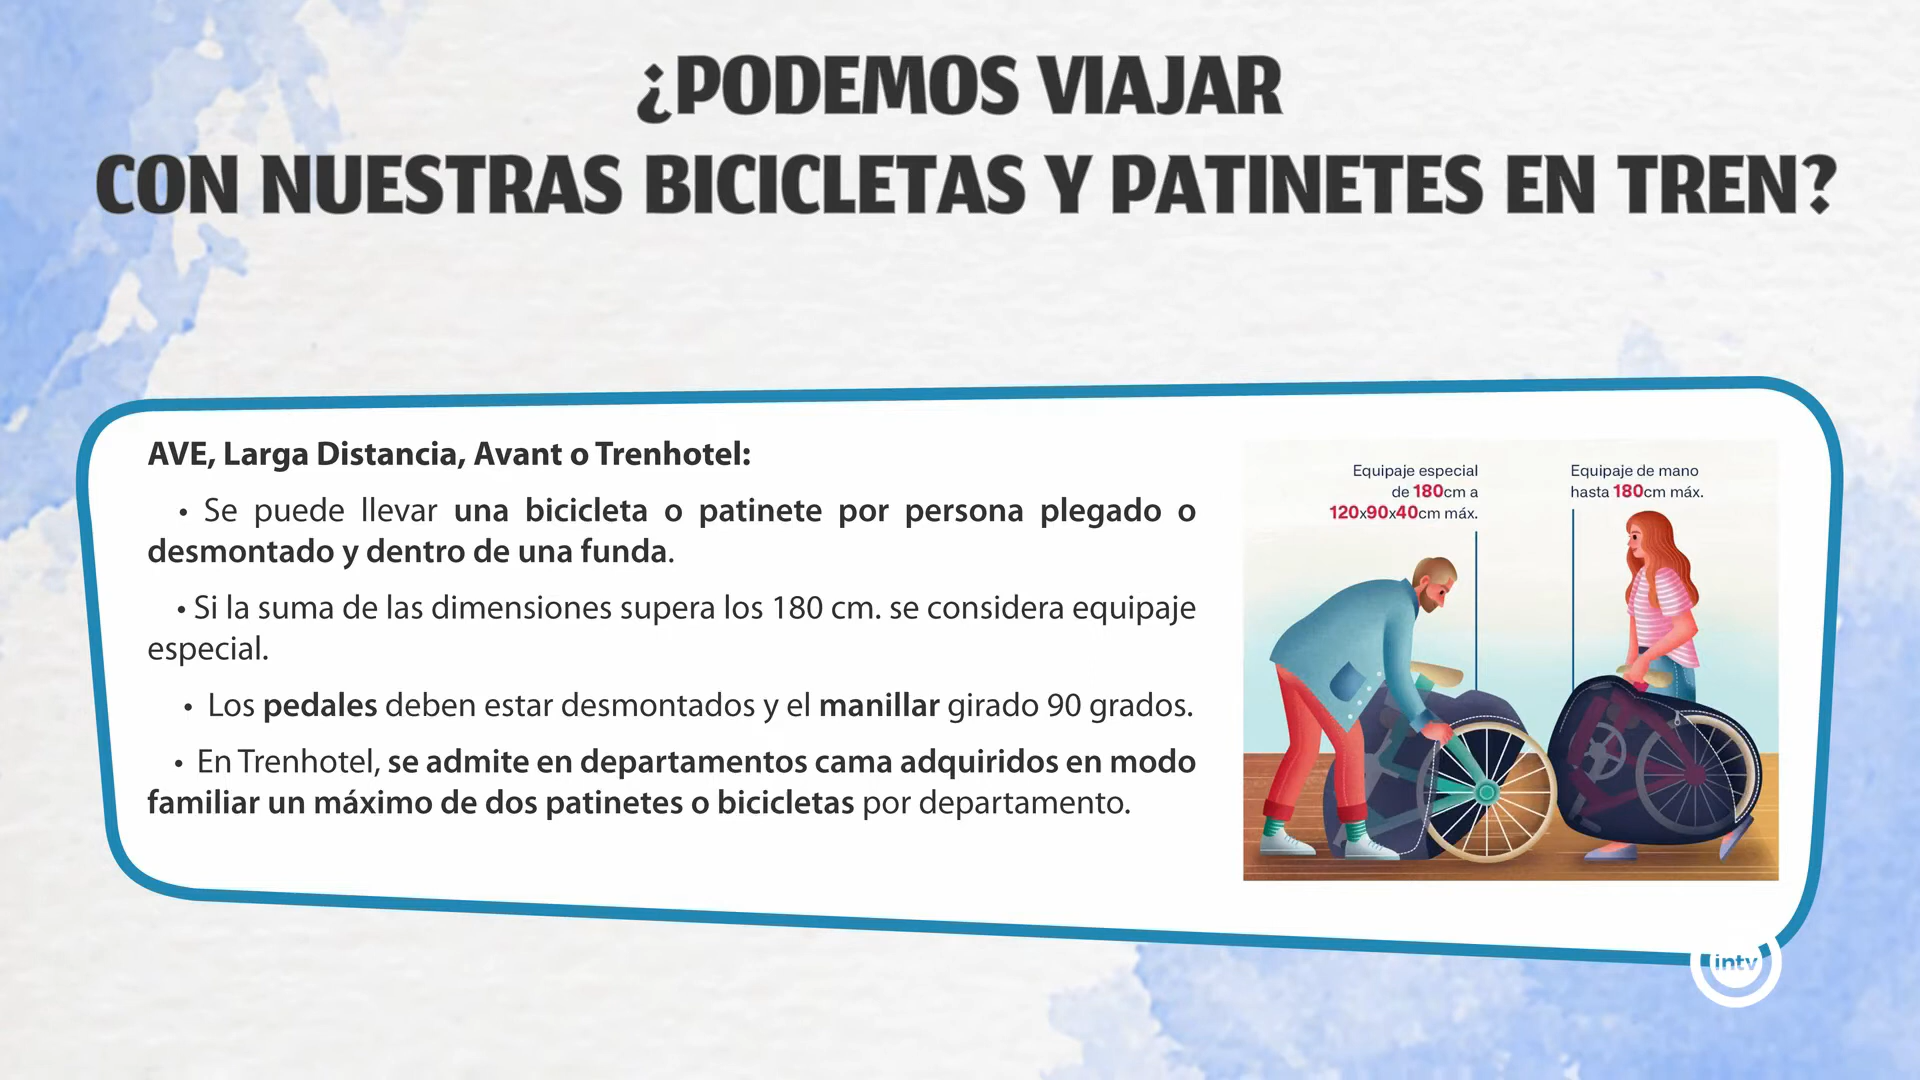 ¿PODEMOS VIAJAR
CON NUESTRAS BICICLETAS Y PATINETES EN TREN?
AVE, Larga Distancia, Avant o Trenhotel:
• Se puede llevar una bicicleta o patinete por persona plegado o
desmontado y dentro de una funda.
• Si la suma de las dimensiones supera los 180 cm. se considera equipaje
especial.
• Los pedales deben estar desmontados y el manillar girado 90 grados.
• En Trenhotel, se admite en departamentos cama adquiridos en modo
familiar un máximo de dos patinetes o bicicletas por departamento.
Equipaje especial
de 180cm a
120x90x40cm máx.
Equipaje de mano
hasta 180cm máx.
intv